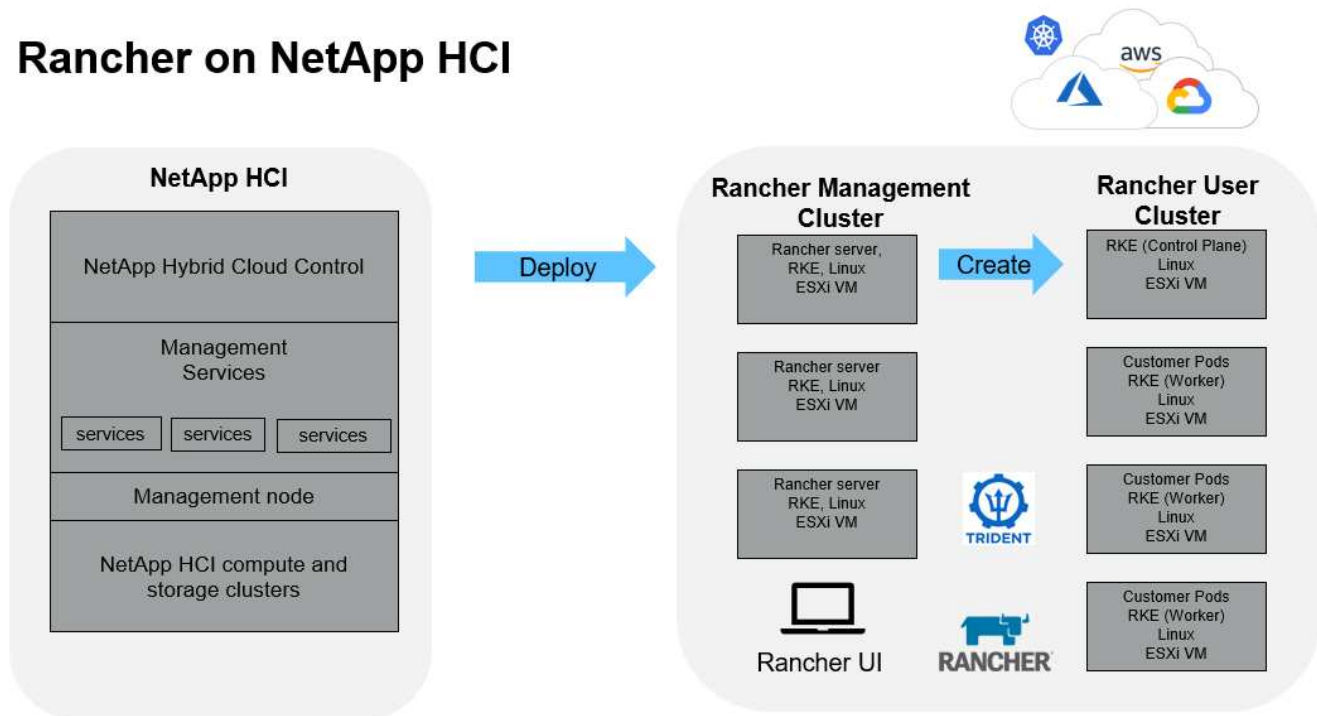 Rancher on NetApp HCI
aws
NetApp HCI
NetApp Hybrid Cloud Control
Management
Services
services
services
services
Management node
NetApp HCI compute and
storage clusters
Deploy
Rancher Management
Cluster
Rancher server,
RKE, Linux
ESXi VM
Rancher server
RKE, Linux
ESXi VM
Rancher server
RKE, Linux
ESXi VM
Rancher UI
Create
TRIDENT
RANCHER
Rancher User
Cluster
RKE (Control Plane)
Linux
ESXi VM
Customer Pods
RKE (Worker)
Linux
ESXi VM
Customer Pods
RKE (Worker)
Linux
ESXi VM
Customer Pods
RKE (Worker)
Linux
ESXi VM